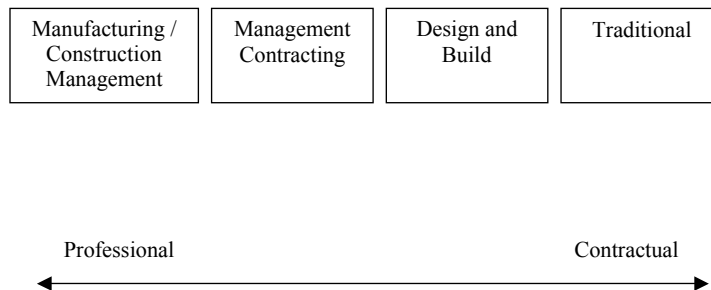 Manufacturing /
Construction
Management
Management
Contracting
Design and
Build
Traditional
Professional
Contractual